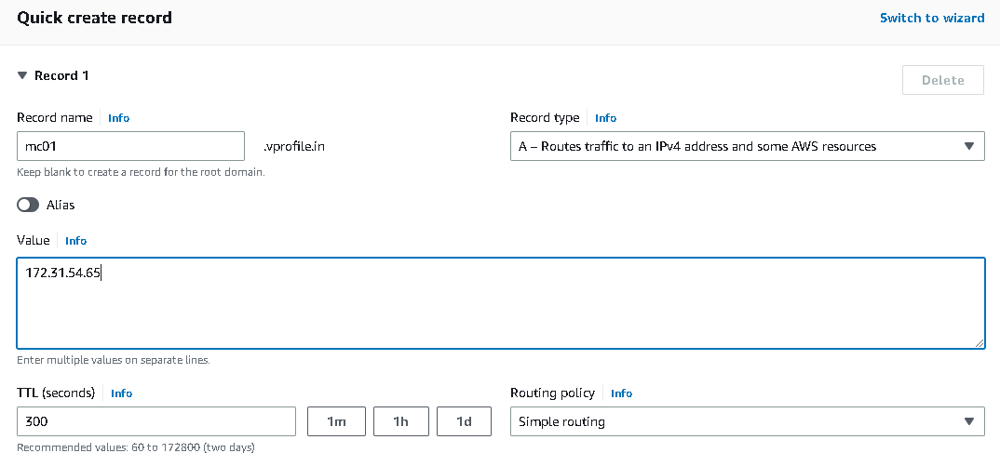 Quick create record Switch to wizard
Record 1 Delete
Record name Info Record type Info
mc01 .vprofile.in A – Routes traffic to an IPv4 address and some AWS resources
Keep blank to create a record for the root domain.
Alias
Value Info
172.31.54.65
Enter multiple values on separate lines.
TTL (seconds) Info Routing policy Info
300 1m 1h 1d Simple routing
Recommended values: 60 to 172800 (two days)